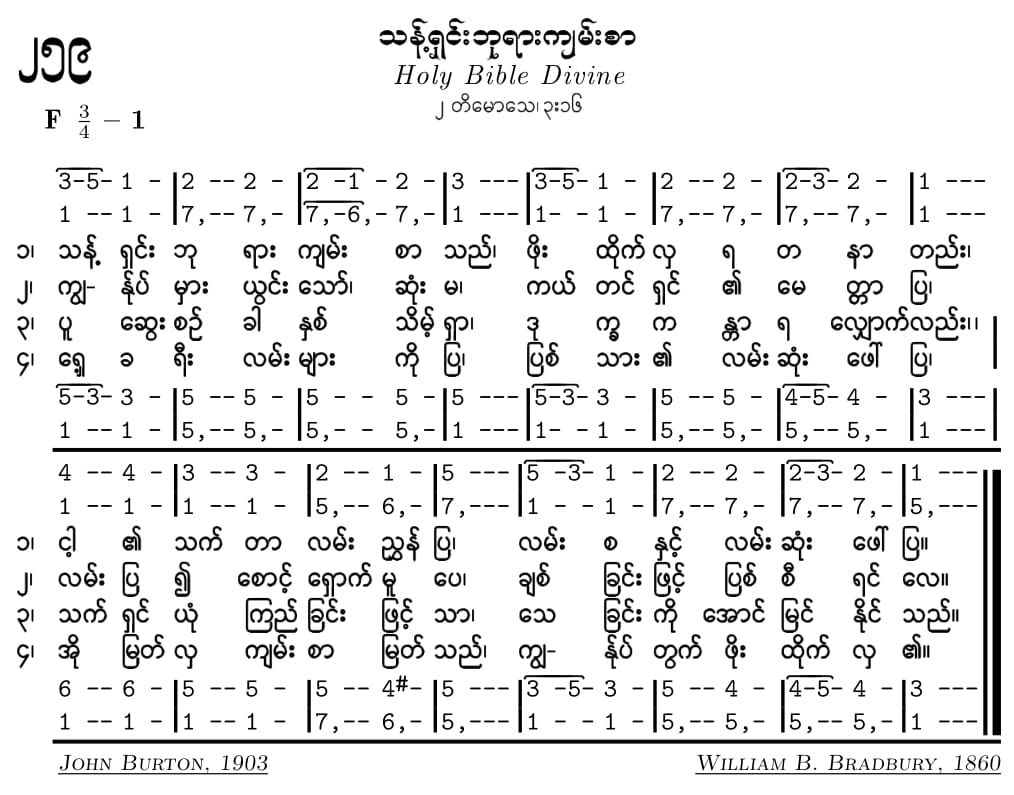 ၂၅၉
သန့်ရှင်းဘုရားကျမ်းစာ
Holy Bible Divine
၂ တိမောသေ၊ ၃း၁၆
F 3/4 – 1
3-5- 1 - |2 -- 2 - |2 -1 - 2 - |3 --- |3-5- 1 - |2 -- 2 - |2-3- 2 - |1 ---
1 -- 1 - |7,-- 7,- |7,-6,- 7,- |1 --- |1- - 1 - |7,-- 7,- |7,-- 7,- |1 ---
၁၊ သန့် ရှင်း ဘု ရား ကျမ်း စာ သည်၊ ဖိုး ထိုက် လှ ရ တ နာ တည်း၊
၂၊ ကျွ- န်ုပ် မှား ယွင်း သော်၊ ဆုံး မ၊ ကယ် တင် ရှင် ၏ မေ တ္တာ ပြ၊
၃၊ ပူ ဆွေး စဉ် ခါ နှစ် သိမ့် ရှာ၊ ဒု က္ခ က န္တာ ရ လျှောက်လည်း၊၊
၄၊ ရှေ့ ခ ရီး လမ်း များ ကို ပြ၊ ပြစ် သား ၏ လမ်း ဆုံး ဖေါ် ပြ၊
5-3- 3 - |5 -- 5 - |5 - - 5 - |5 --- |5-3- 3 - |5 -- 5 - |4-5- 4 - |3 ---
1 -- 1 - |5,-- 5,- |5,- - 5,- |1 --- |1- - 1 - |5,-- 5,- |5,-- 5,- |1 ---
4 -- 4 - |3 -- 3 - |2 -- 1 - |5 --- |5 -3- 1 - |2 -- 2 - |2-3- 2 - |1 ---
1 -- 1 - |1 -- 1 - |5,-- 6,- |7,--- |1 - - 1 - |7,-- 7,- |7,-- 7,- |5,---
၁၊ ငါ့ ၏ သက် တာ လမ်း ညွှန် ပြ၊ လမ်း စ နှင့် လမ်း ဆုံး ဖေါ် ပြ။
၂၊ လမ်း ပြ ၍ စောင့် ရှောက် မူ ပေ၊ ချစ် ခြင်း ဖြင့် ပြစ် စီ ရင် လေ။
၃၊ သက် ရှင် ယုံ ကြည် ခြင်း ဖြင့် သာ၊ သေ ခြင်း ကို အောင် မြင် နိုင် သည်။
၄၊ အို မြတ် လှ ကျမ်း စာ မြတ် သည်၊ ကျွ- န်ုပ် တွက် ဖိုး ထိုက် လှ ၏။
6 -- 6 - |5 -- 5 - |5 -- 4#- |5 --- |3 -5- 3 - |5 -- 4 - |4-5- 4 - |3 ---
1 -- 1 - |1 -- 1 - |7,-- 6,- |5,--- |1 - - 1 - |5,-- 5,- |5,-- 5,- |1 ---
JOHN BURTON, 1903
WILLIAM B. BRADBURY, 1860